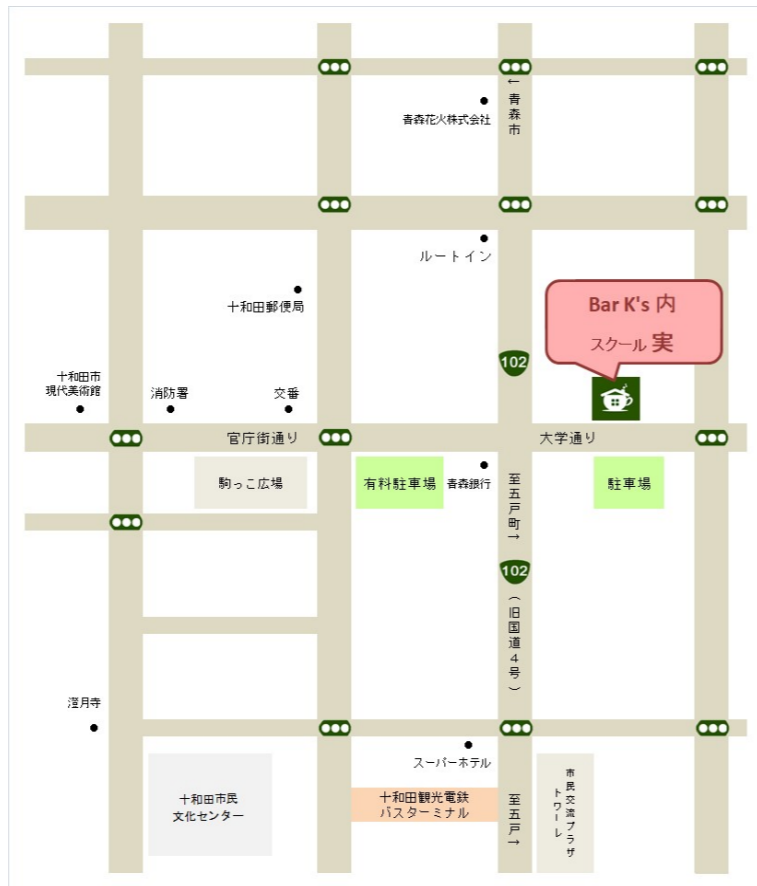 ←青森市
青森花火株式会社
ルートイン
十和田郵便局
Bar K's 内
スクール 実
102
十和田市
現代美術館
消防署
交番
官庁街通り
大学通り
駒っこ広場
有料駐車場
青森銀行
至五戸町→
駐車場
102
（旧国道4号）
澄月寺
スーパーホテル
十和田市民
文化センター
十和田観光電鉄
バスターミナル
至五戸→
市民交流プラザ
トワーレ